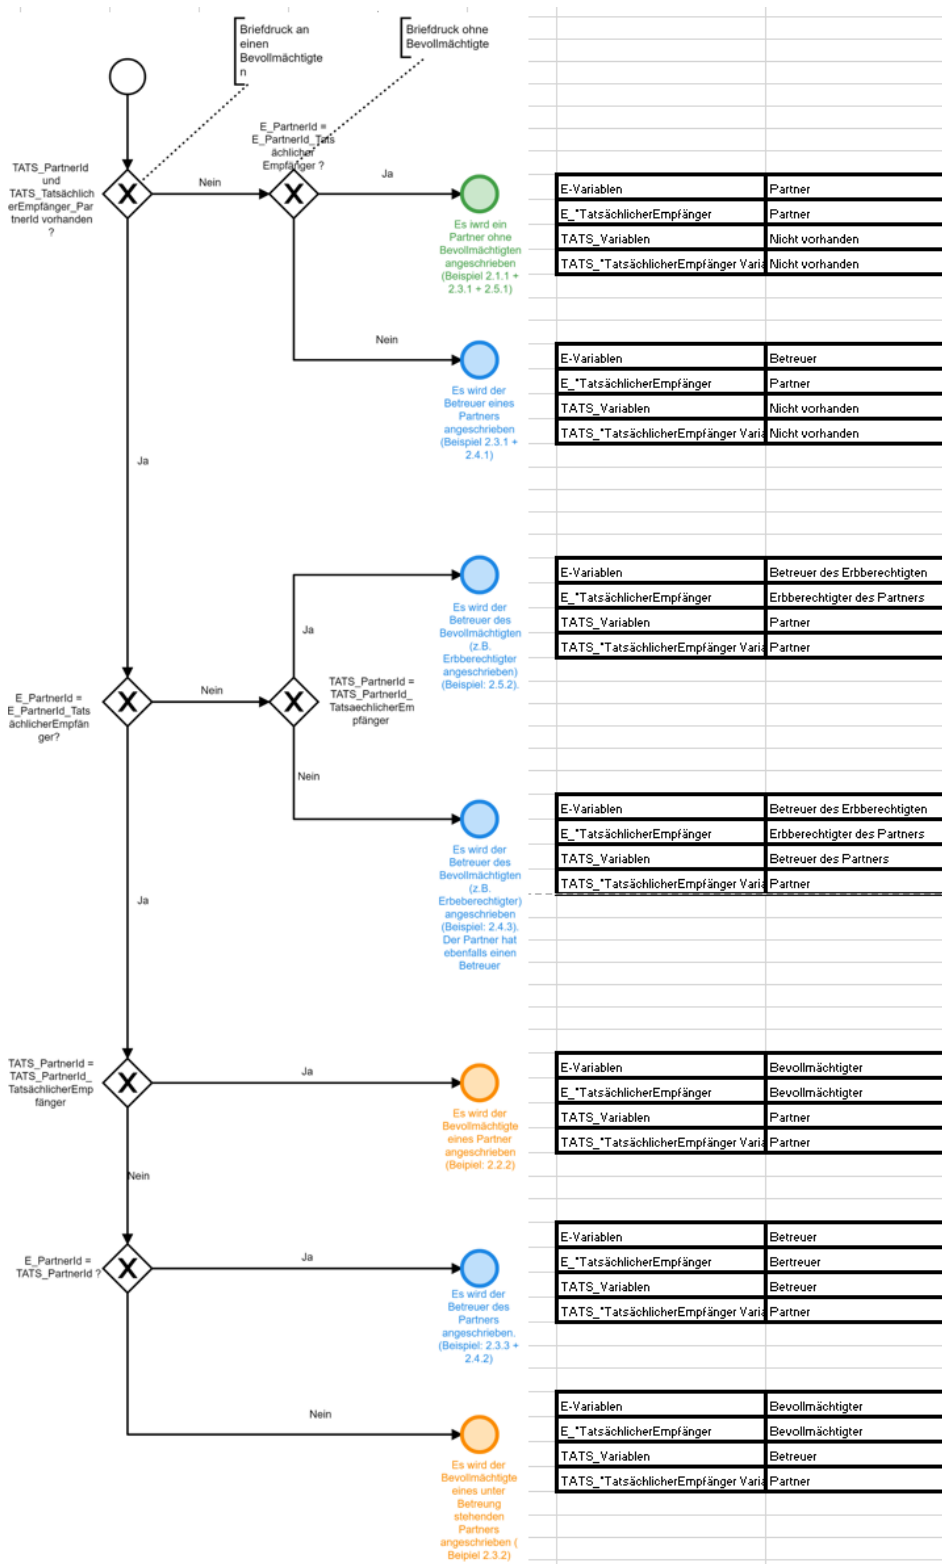 Briefdruck an
einen
Bevollmächtigte
n
Briefdruck ohne
Bevollmächtigte
E_PartnerId =
E_PartnerId_Tats
ächlicher
Empfänger ?
TATS_PartnerId
und
TATS_Tatsächlich
erEmpfänger_Par
tnerId vorhanden
?
Nein
Ja
Es iwrd ein
Partner ohne
Bevollmächtigten
angeschrieben
(Beispiel 2.1.1 +
2.3.1 + 2.5.1)
E-Variablen Partner
E_*TatsächlicherEmpfänger Partner
TATS_Variablen Nicht vorhanden
TATS_*TatsächlicherEmpfänger Varia Nicht vorhanden
Nein
Es wird der
Betreuer eines
Partners
angeschrieben
(Beispiel 2.3.1 +
2.4.1)
E-Variablen Betreuer
E_*TatsächlicherEmpfänger Partner
TATS_Variablen Nicht vorhanden
TATS_*TatsächlicherEmpfänger Varia Nicht vorhanden
Ja
Ja
Es wird der
Betreuer des
Bevollmächtigten
(z.B.
Erbberechtigter
angeschrieben)
(Beispiel: 2.5.2).
E-Variablen Betreuer des Erbberechtigten
E_*TatsächlicherEmpfänger Erbberechtigter des Partners
TATS_Variablen Partner
TATS_*TatsächlicherEmpfänger Varia Partner
E_PartnerId =
E_PartnerId_Tats
ächlicherEmpfän
ger?
Nein
TATS_PartnerId =
TATS_PartnerId_
TatsaechlicherEm
pfänger
Nein
Es wird der
Betreuer des
Bevollmächtigten
(z.B.
Erbeberechtigter)
angeschrieben
(Beispiel: 2.4.3).
Der Partner hat
ebenfalls einen
Betreuer
E-Variablen Betreuer des Erbberechtigten
E_*TatsächlicherEmpfänger Erbberechtigter des Partners
TATS_Variablen Betreuer des Partners
TATS_*TatsächlicherEmpfänger Varia Partner
Ja
TATS_PartnerId =
TATS_PartnerId_
TatsächlicherEmp
fänger
Ja
Es wird der
Bevollmächtigte
eines Partner
angeschrieben
(Beipiel: 2.2.2)
E-Variablen Bevollmächtigter
E_*TatsächlicherEmpfänger Bevollmächtigter
TATS_Variablen Partner
TATS_*TatsächlicherEmpfänger Varia Partner
Nein
E_PartnerId =
TATS_PartnerId ?
Ja
Es wird der
Betreuer des
Partners
angeschrieben.
(Beispiel: 2.3.3 +
2.4.2)
E-Variablen Betreuer
E_*TatsächlicherEmpfänger Bertreuer
TATS_Variablen Betreuer
TATS_*TatsächlicherEmpfänger Varia Partner
Nein
Es wird der
Bevollmächtigte
eines unter
Betreung
stehenden
Partners
angeschrieben (
Beipiel 2.3.2)
E-Variablen Bevollmächtigter
E_*TatsächlicherEmpfänger Bevollmächtigter
TATS_Variablen Betreuer
TATS_*TatsächlicherEmpfänger Varia Partner